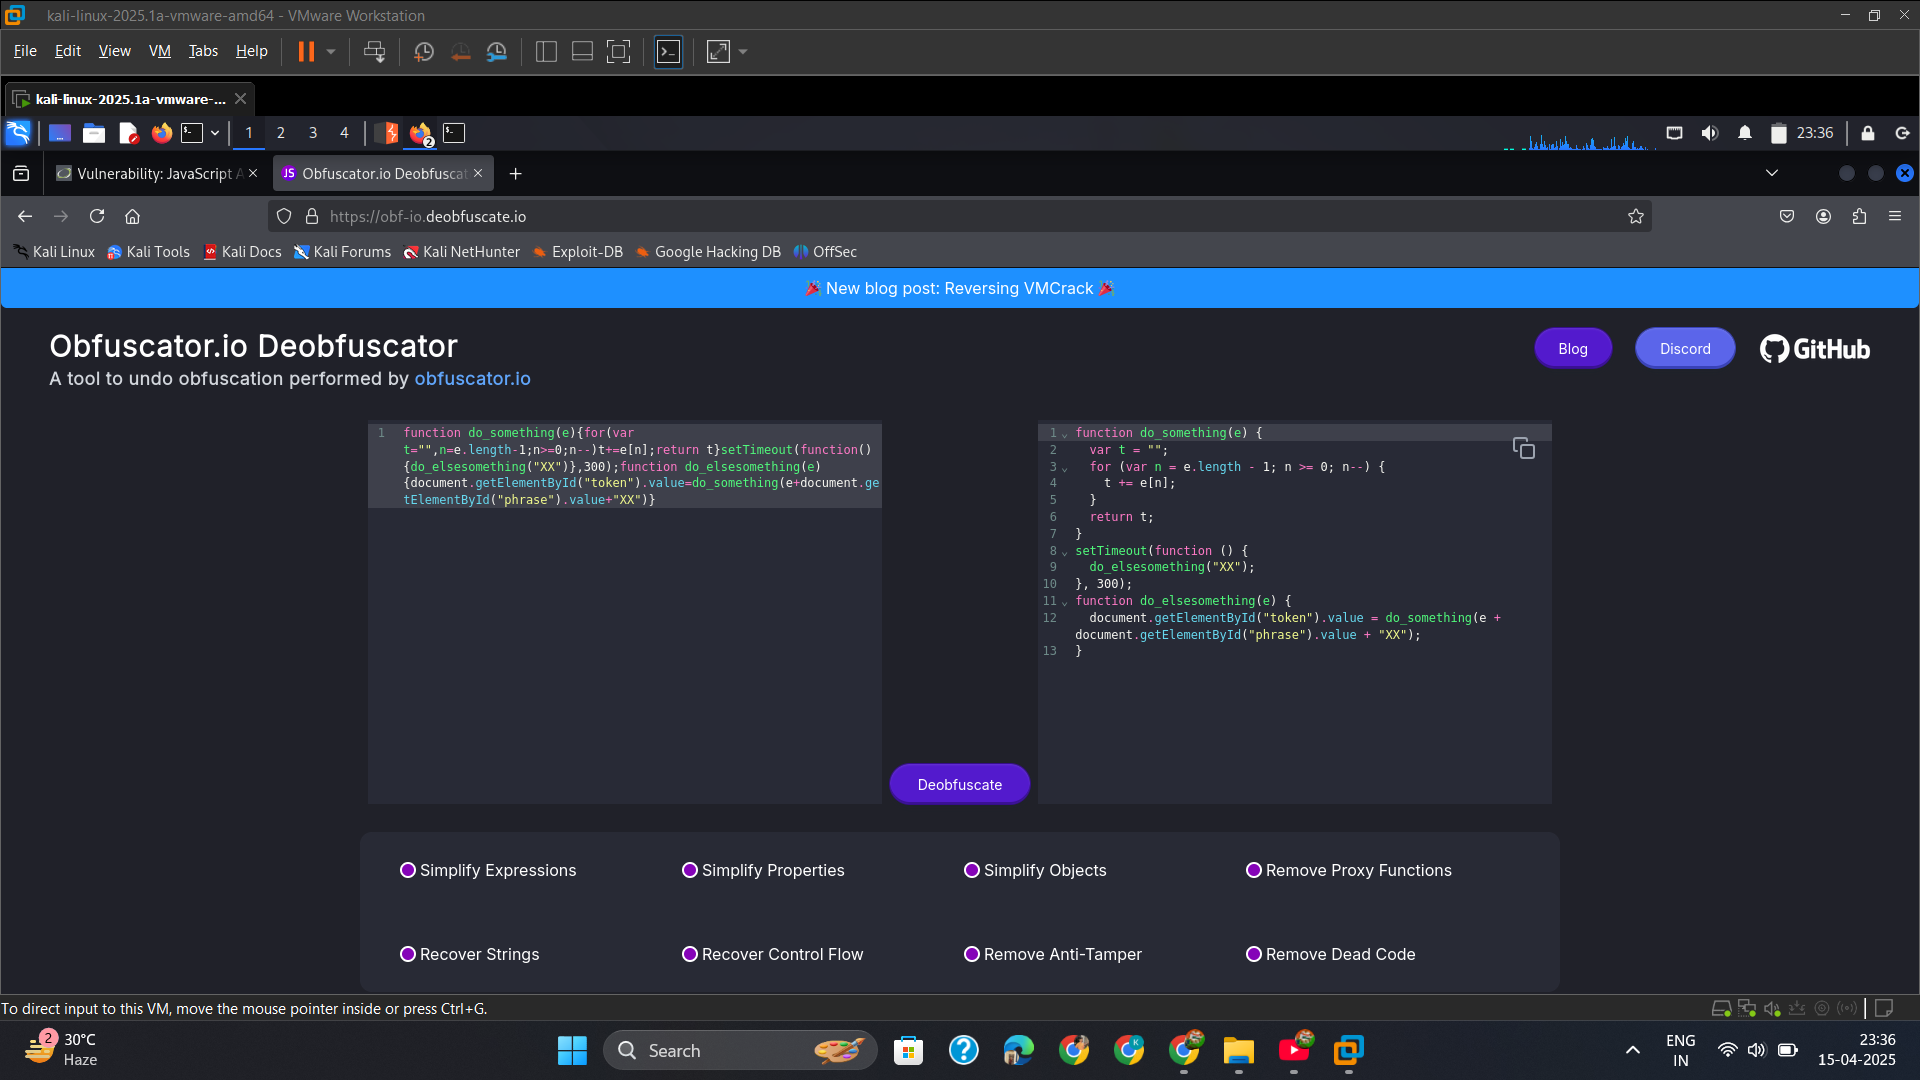 kali-linux-2025.1a-vmware-amd64 - VMware Workstation
File Edit View VM Tabs Help
kali-linux-2025.1a-vmware-...
1 2 3 4 2 23:36
Vulnerability: JavaScript A
JS Obfuscator.io Deobfuscat
https://obf-io.deobfuscate.io
Kali Linux Kali Tools Kali Docs Kali Forums Kali NetHunter Exploit-DB Google Hacking DB OffSec
🎉 New blog post: Reversing VMCrack 🎉
Obfuscator.io Deobfuscator
A tool to undo obfuscation performed by obfuscator.io
Blog Discord GitHub
1 function do_something(e){for(var
t="",n=e.length-1;n>=0;n--)t+=e[n];return t}setTimeout(function()
{do_elsesomething("XX")},300);function do_elsesomething(e)
{document.getElementById("token").value=do_something(e+document.ge
tElementById("phrase").value+"XX")}
1 function do_something(e) {
2 var t = "";
3 for (var n = e.length - 1; n >= 0; n--) {
4 t += e[n];
5 }
6 return t;
7 }
8 setTimeout(function () {
9 do_elsesomething("XX");
10 }, 300);
11 function do_elsesomething(e) {
12 document.getElementById("token").value = do_something(e +
document.getElementById("phrase").value + "XX");
13 }
Deobfuscate
Simplify Expressions Simplify Properties Simplify Objects Remove Proxy Functions
Recover Strings Recover Control Flow Remove Anti-Tamper Remove Dead Code
To direct input to this VM, move the mouse pointer inside or press Ctrl+G.
2 30°C
Haze
Search
ENG
IN
23:36
15-04-2025